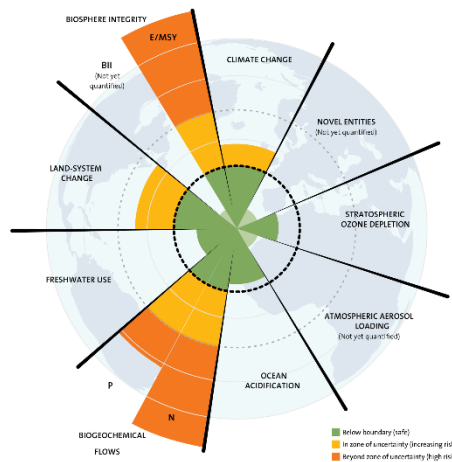 BIOSPHERE INTEGRITY
E/MSY
BII
(Not yet
quantified)
CLIMATE CHANGE
NOVEL ENTITIES
(Not yet quantified)
LAND-SYSTEM
CHANGE
STRATOSPHERIC
OZONE DEPLETION
FRESHWATER USE
ATMOSPHERIC AEROSOL
LOADING
(Not yet quantified)
OCEAN
ACIDIFICATION
P
N
BIOGEOCHEMICAL
FLOWS
Below boundary (safe)
In zone of uncertainty (increasing ris
Beyond zone of uncertainty (high ris